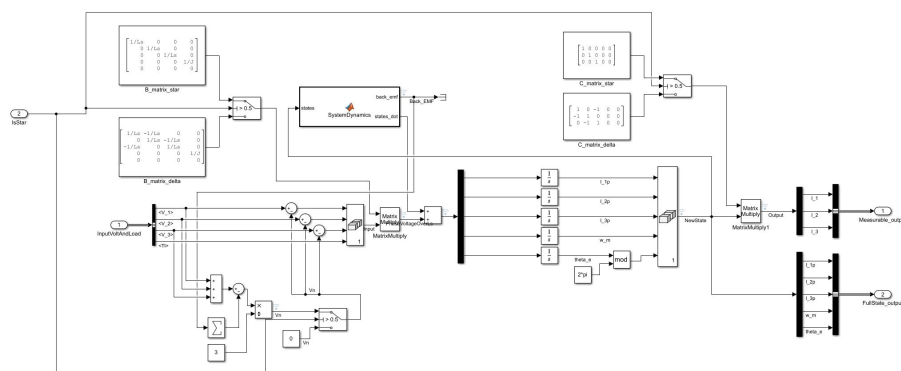 1/Ls 0 0 0
0 1/Ls 0 0
0 0 1/Ls 0
0 0 0 1/J
0 0 0 0
B_matrix_star
1/Ls -1/Ls 0 0
0 1/Ls -1/Ls 0
-1/Ls 0 1/Ls 0
0 0 0 1/J
0 0 0 0
B_matrix_delta
> 0.5
2
IsStar
states
back_emf
states_dot
SystemDynamics
Back_EMF
1 0 0 0 0
0 1 0 0 0
0 0 1 0 0
C_matrix_star
1 0 -1 0 0
-1 1 0 0 0
0 -1 1 0 0
C_matrix_delta
> 0.5
1
InputVoltAndLoad
<V_1>
<V_2>
<V_3>
<Tl>
1
Input
Matrix
Multiply
MatrixMultiply
1/s
1/s
1/s
1/s
1/s
I_1p
I_2p
I_3p
w_m
theta_e
2*pi
mod
1
NewState
Matrix
Multiply
MatrixMultiply1
Output
I_1
I_2
I_3
1
Measurable_output
I_1p
I_2p
I_3p
w_m
theta_e
2
FullState_output
Σ
3
×
÷
Vn
Vn
0
Vn
> 0.5